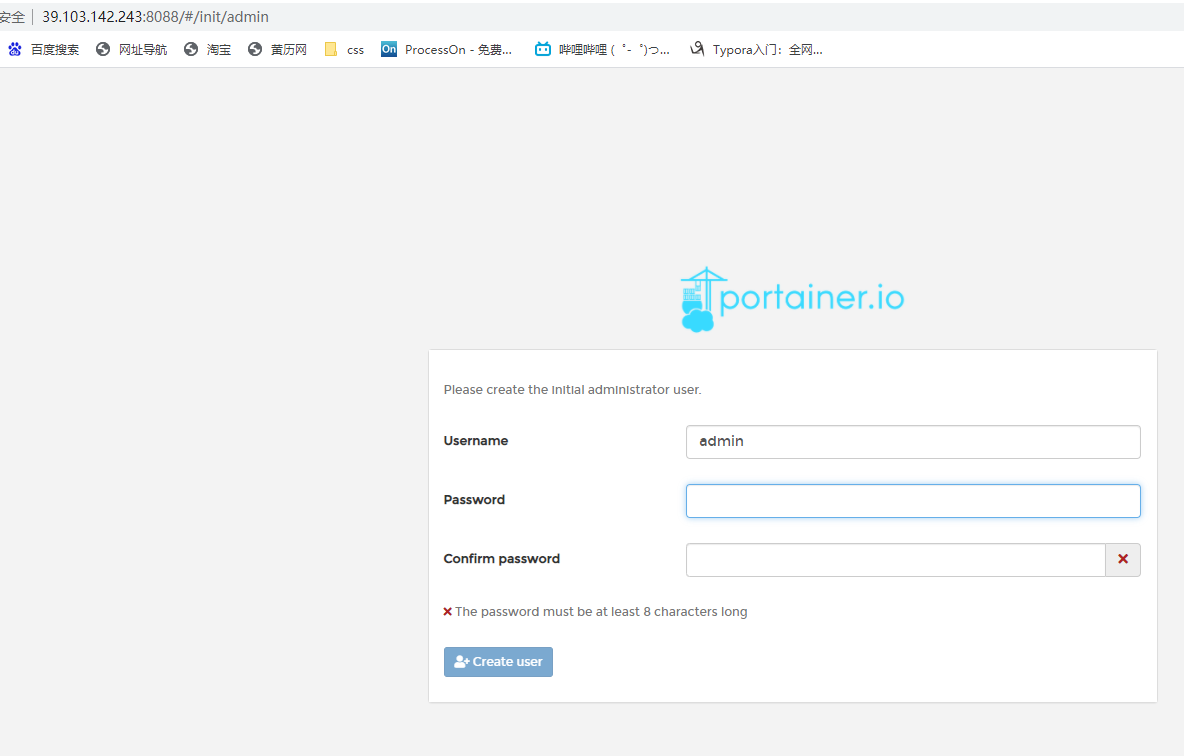 安全 39.103.142.243:8088/#/init/admin
百度搜索 网址导航 淘宝 黄历网 css On ProcessOn - 免费... 哔哩哔哩 ( ゜- ゜)つ... Typora入门：全网...
portainer.io
Please create the initial administrator user.
Username admin
Password
Confirm password
The password must be at least 8 characters long
Create user